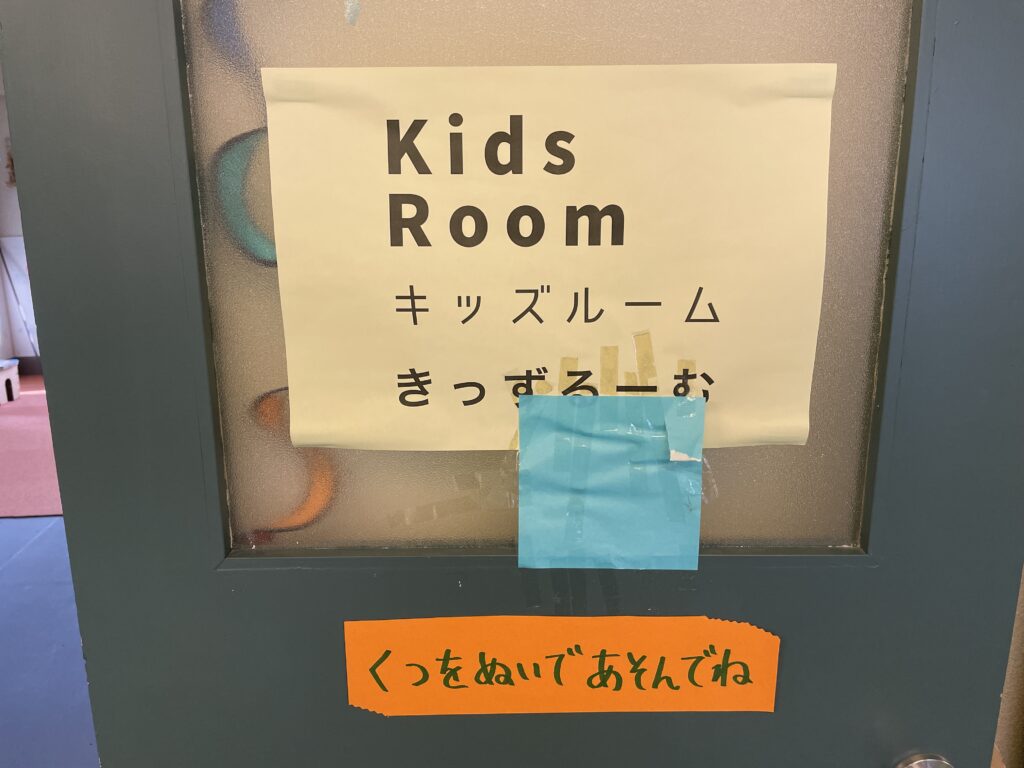 Kids
Room
キッズルーム
きっずるーむ
くつをぬいであそんでね